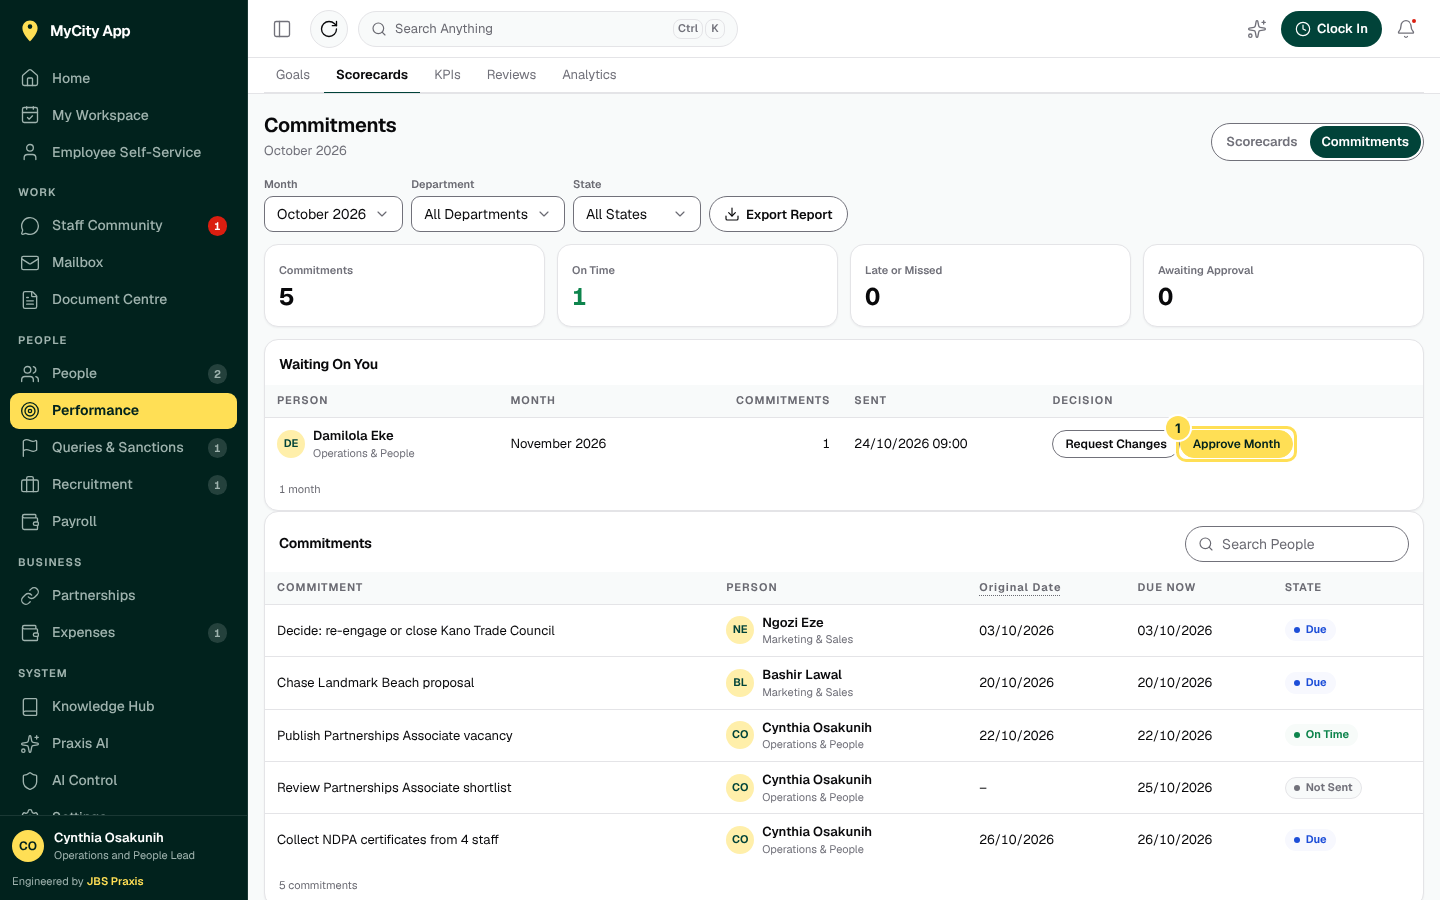 MyCity App
Home
My Workspace
Employee Self-Service
WORK
Staff Community 1
Mailbox
Document Centre
PEOPLE
People 2
Performance
Queries & Sanctions 1
Recruitment 1
Payroll
BUSINESS
Partnerships
Expenses 1
SYSTEM
Knowledge Hub
Praxis AI
AI Control
CO Cynthia Osakunih
Operations and People Lead
Engineered by JBS Praxis
Search Anything Ctrl K
Clock In
Goals Scorecards KPIs Reviews Analytics
Commitments
October 2026
Scorecards Commitments
Month Department State
October 2026 All Departments All States Export Report
Commitments On Time Late or Missed Awaiting Approval
5 1 0 0
Waiting On You
PERSON MONTH COMMITMENTS SENT DECISION
DE Damilola Eke November 2026 1 24/10/2026 09:00 Request Changes 1 Approve Month
Operations & People
1 month
Commitments Search People
COMMITMENT PERSON Original Date DUE NOW STATE
Decide: re-engage or close Kano Trade Council NE Ngozi Eze 03/10/2026 03/10/2026 Due
Marketing & Sales
Chase Landmark Beach proposal BL Bashir Lawal 20/10/2026 20/10/2026 Due
Marketing & Sales
Publish Partnerships Associate vacancy CO Cynthia Osakunih 22/10/2026 22/10/2026 On Time
Operations & People
Review Partnerships Associate shortlist CO Cynthia Osakunih – 25/10/2026 Not Sent
Operations & People
Collect NDPA certificates from 4 staff CO Cynthia Osakunih 26/10/2026 26/10/2026 Due
Operations & People
5 commitments